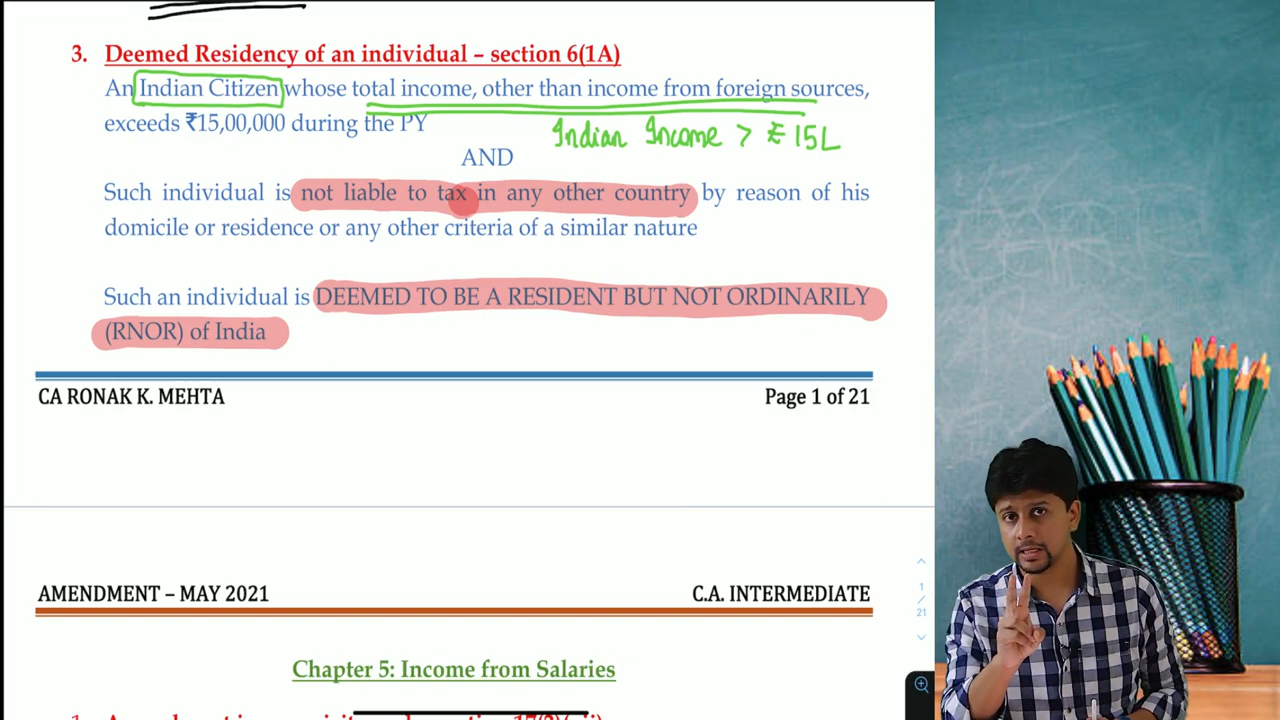 3. Deemed Residency of an individual – section 6(1A)
An Indian Citizen whose total income, other than income from foreign sources,
exceeds ₹15,00,000 during the PY
Indian Income > ₹ 15L
AND
Such individual is not liable to tax in any other country by reason of his
domicile or residence or any other criteria of a similar nature
Such an individual is DEEMED TO BE A RESIDENT BUT NOT ORDINARILY
(RNOR) of India
CA RONAK K. MEHTA Page 1 of 21
AMENDMENT – MAY 2021 C.A. INTERMEDIATE
1
/
21
Chapter 5: Income from Salaries